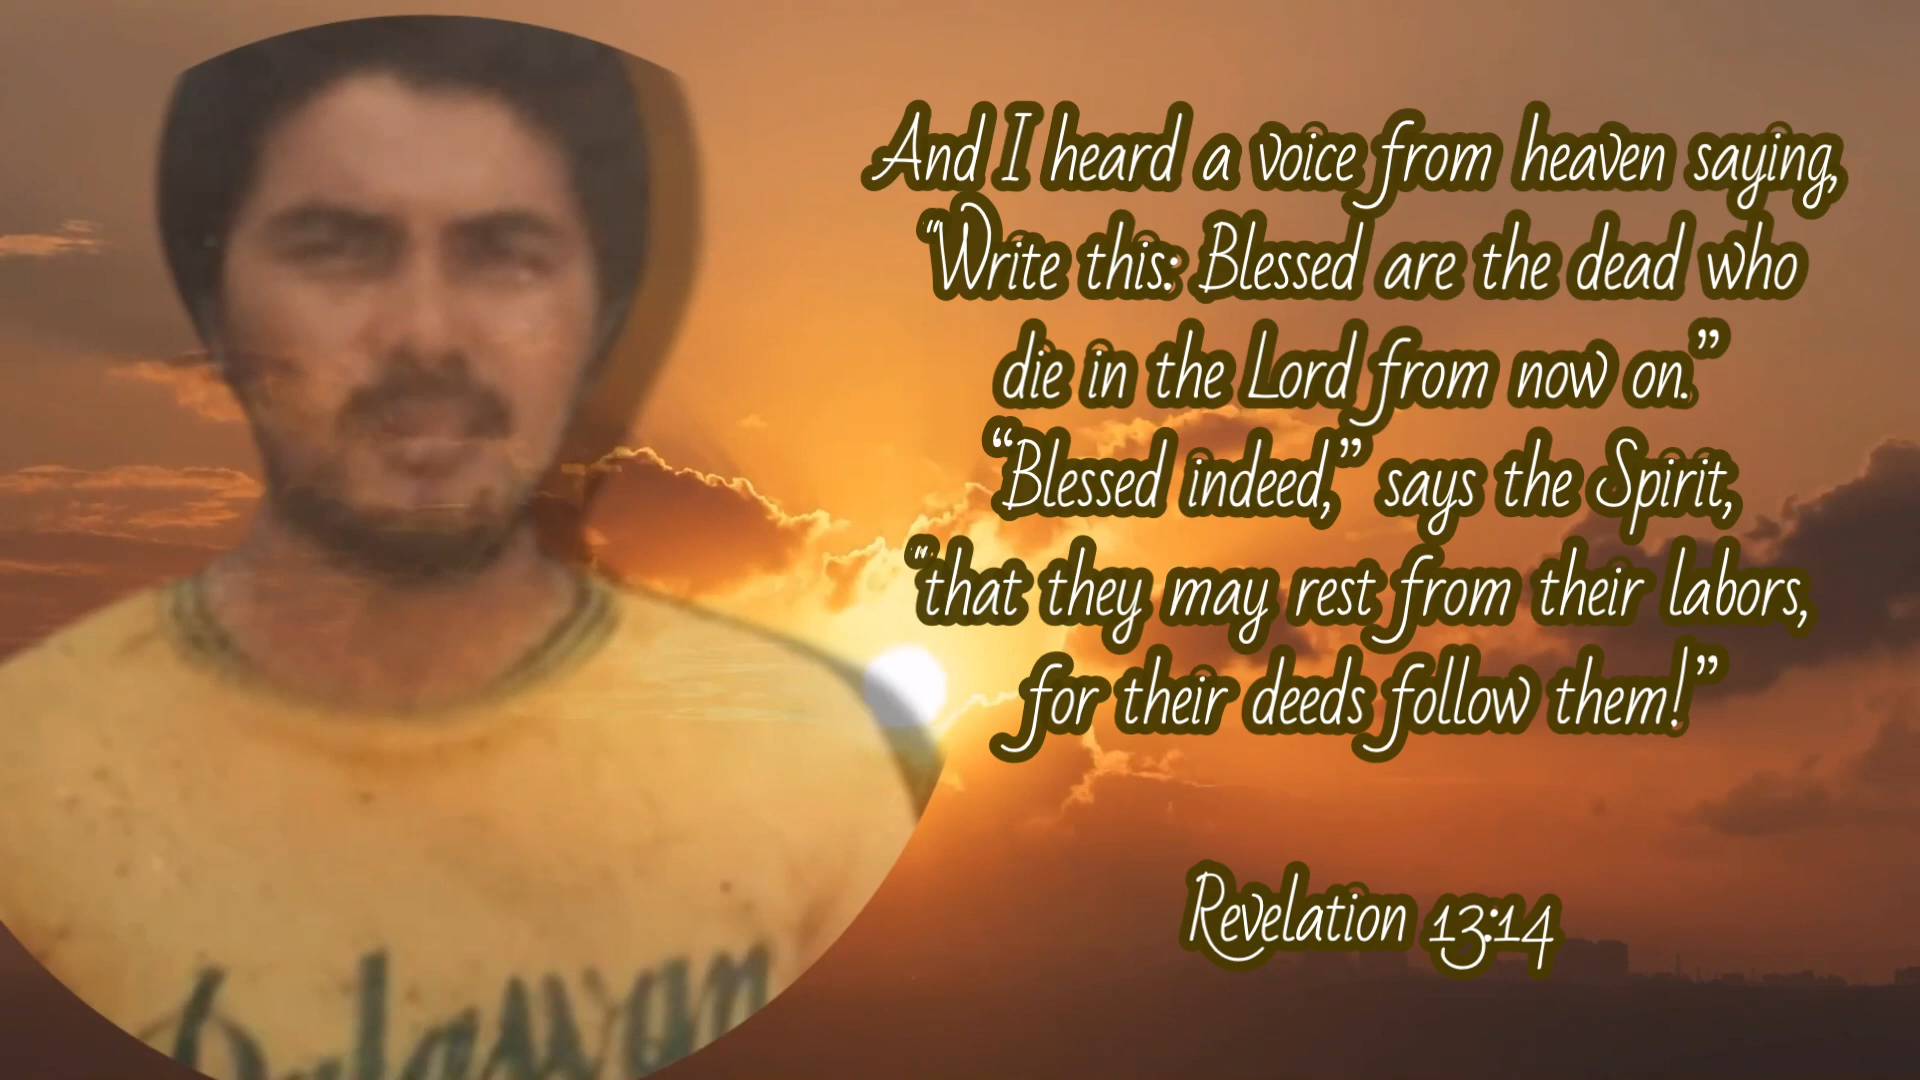 And I heard a voice from heaven saying,
“Write this: Blessed are the dead who
die in the Lord from now on.”
“Blessed indeed,” says the Spirit,
“that they may rest from their labors,
for their deeds follow them!”
Revelation 13:14
Palawan